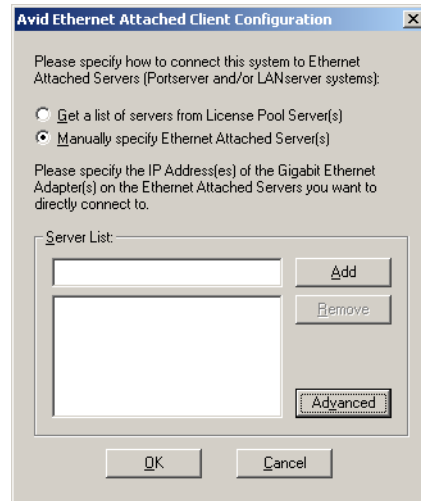 Avid Ethernet Attached Client Configuration
Please specify how to connect this system to Ethernet
Attached Servers (Portserver and/or LANserver systems):
Get a list of servers from License Pool Server(s)
Manually specify Ethernet Attached Server(s)
Please specify the IP Address(es) of the Gigabit Ethernet
Adapter(s) on the Ethernet Attached Servers you want to
directly connect to.
Server List:
Add
Remove
Advanced
OK
Cancel